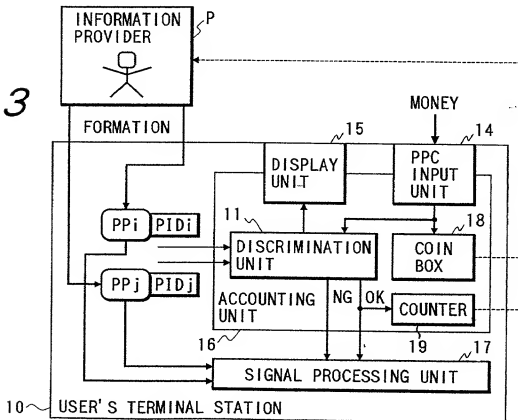 INFORMATION
PROVIDER
P
3
FORMATION
MONEY
15
14
DISPLAY
UNIT
PPC
INPUT
UNIT
11
18
PPi PIDi
DISCRIMINATION
UNIT
COIN
BOX
PPj PIDj
NG OK
ACCOUNTING
UNIT
COUNTER
16
19
17
SIGNAL PROCESSING UNIT
10
USER'S TERMINAL STATION